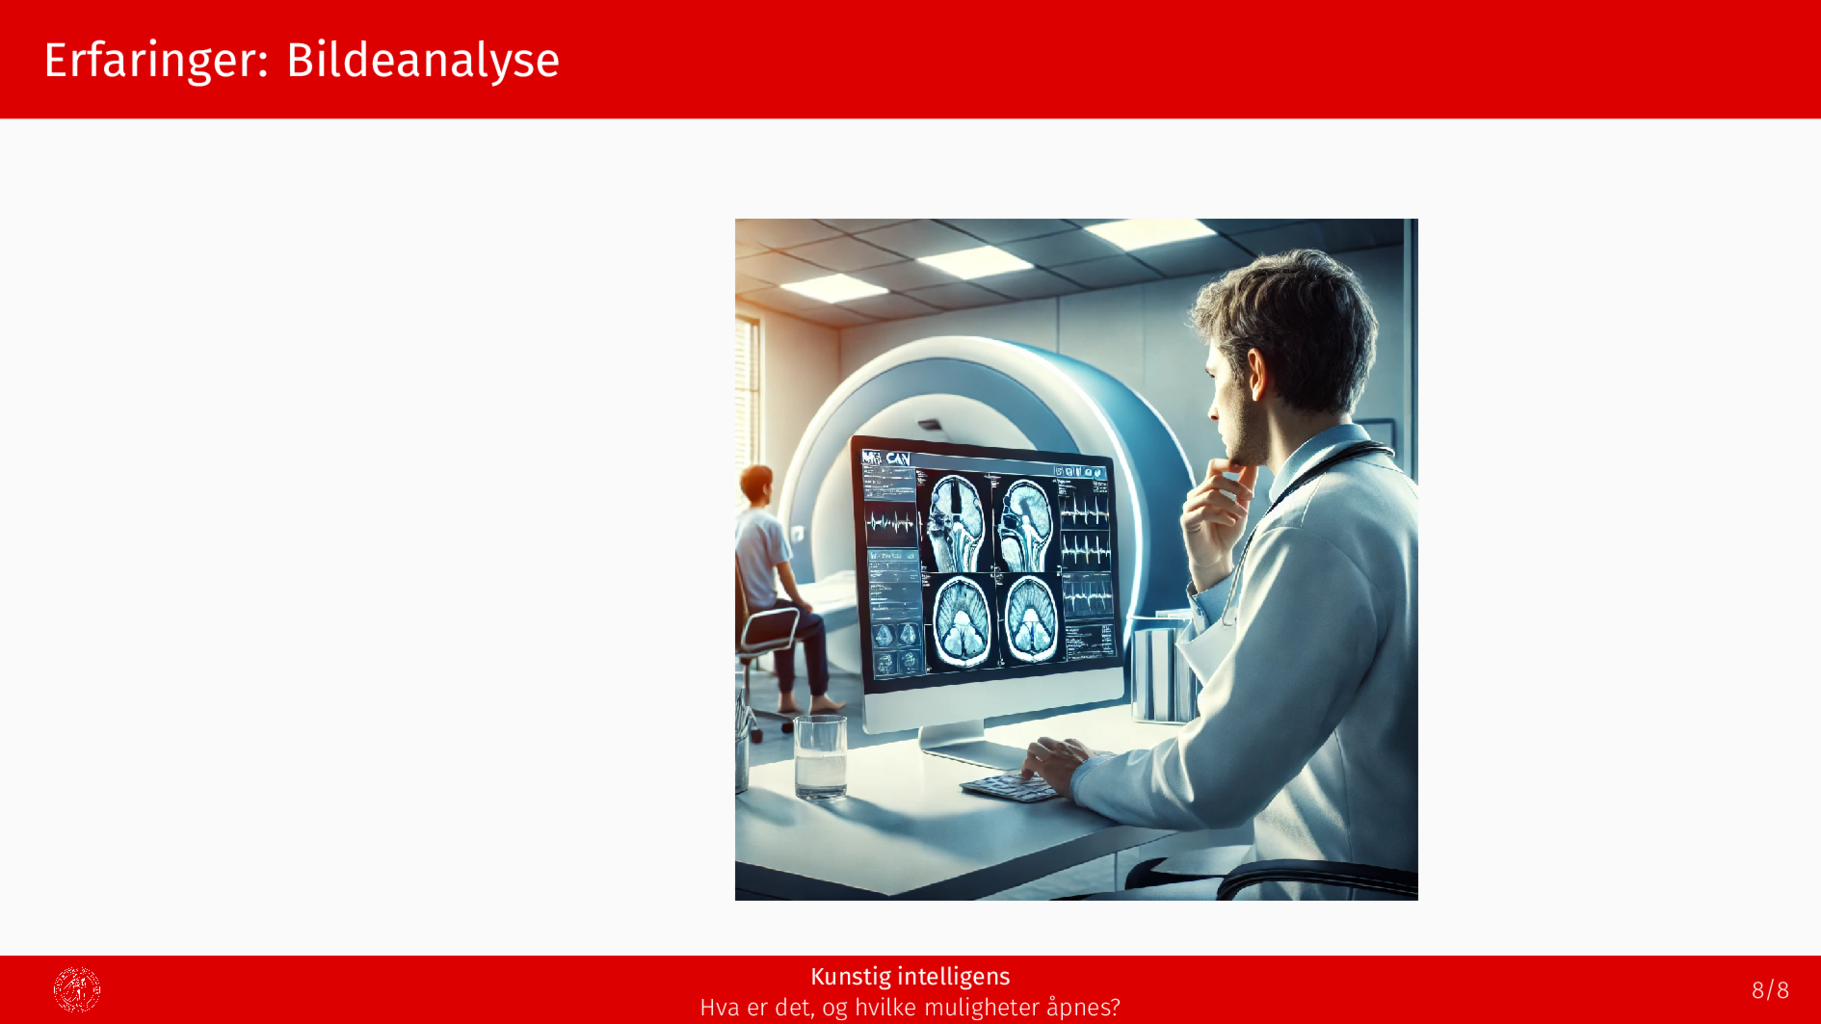 Erfaringer: Bildeanalyse
Kunstig intelligens
Hva er det, og hvilke muligheter åpnes?
8/8